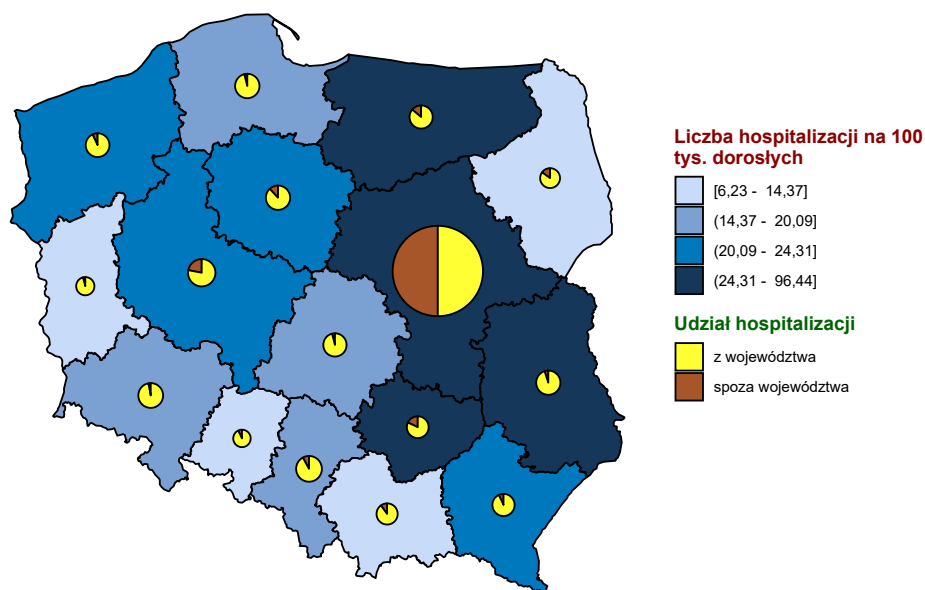 Liczba hospitalizacji na 100
tys. dorosłych
[6,23 - 14,37]
(14,37 - 20,09]
(20,09 - 24,31]
(24,31 - 96,44]
Udział hospitalizacji
z województwa
spoza województwa